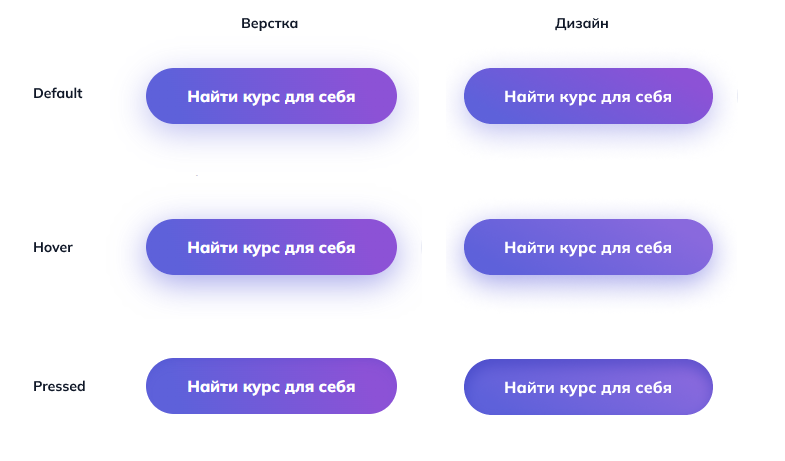 Верстка Дизайн
Default Найти курс для себя Найти курс для себя
Hover Найти курс для себя Найти курс для себя
Pressed Найти курс для себя Найти курс для себя